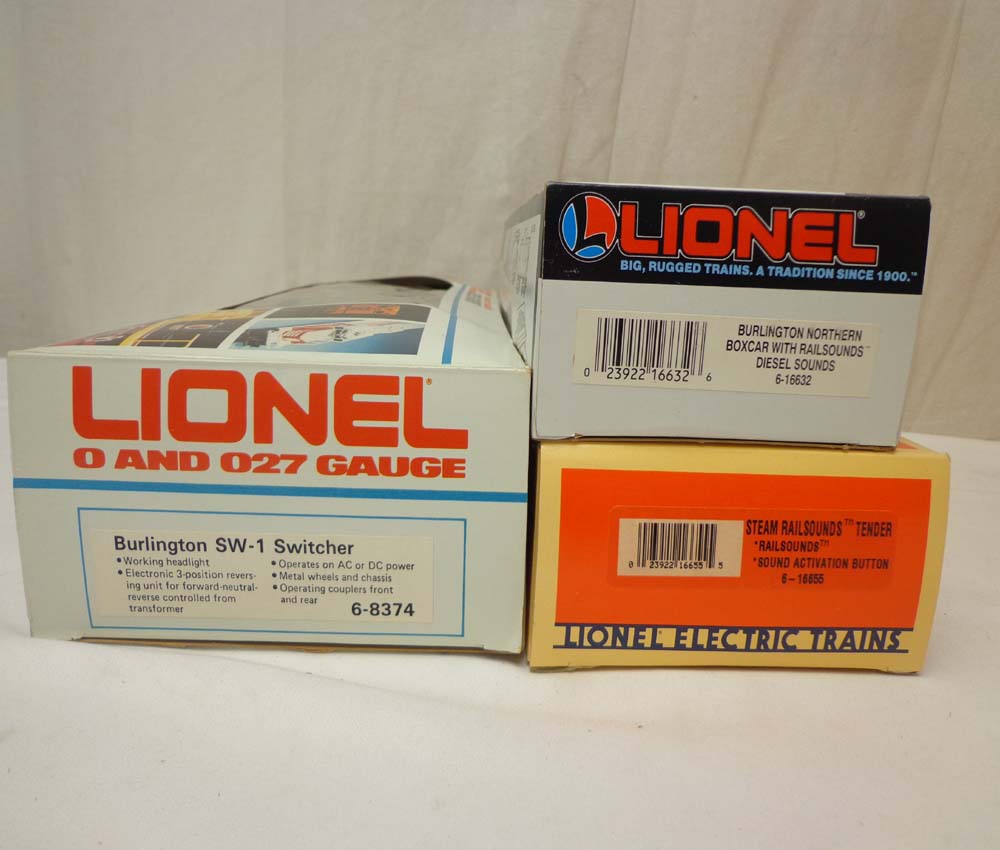 LIONEL®
O AND O27 GAUGE
Burlington SW-1 Switcher
• Working headlight
• Electronic 3-position revers-
ing unit for forward-neutral-
reverse controlled from
transformer
• Operates on AC or DC power
• Metal wheels and chassis
• Operating couplers front
and rear
6-8374
LIONEL®
BIG, RUGGED TRAINS. A TRADITION SINCE 1900.™
BURLINGTON NORTHERN
BOXCAR WITH RAILSOUNDS™
DIESEL SOUNDS
6-16632
0 23922 16632 6
STEAM RAILSOUNDS™ TENDER
*RAILSOUNDS™
*SOUND ACTIVATION BUTTON
6-16655
0 23922 16655 5
LIONEL® ELECTRIC TRAINS